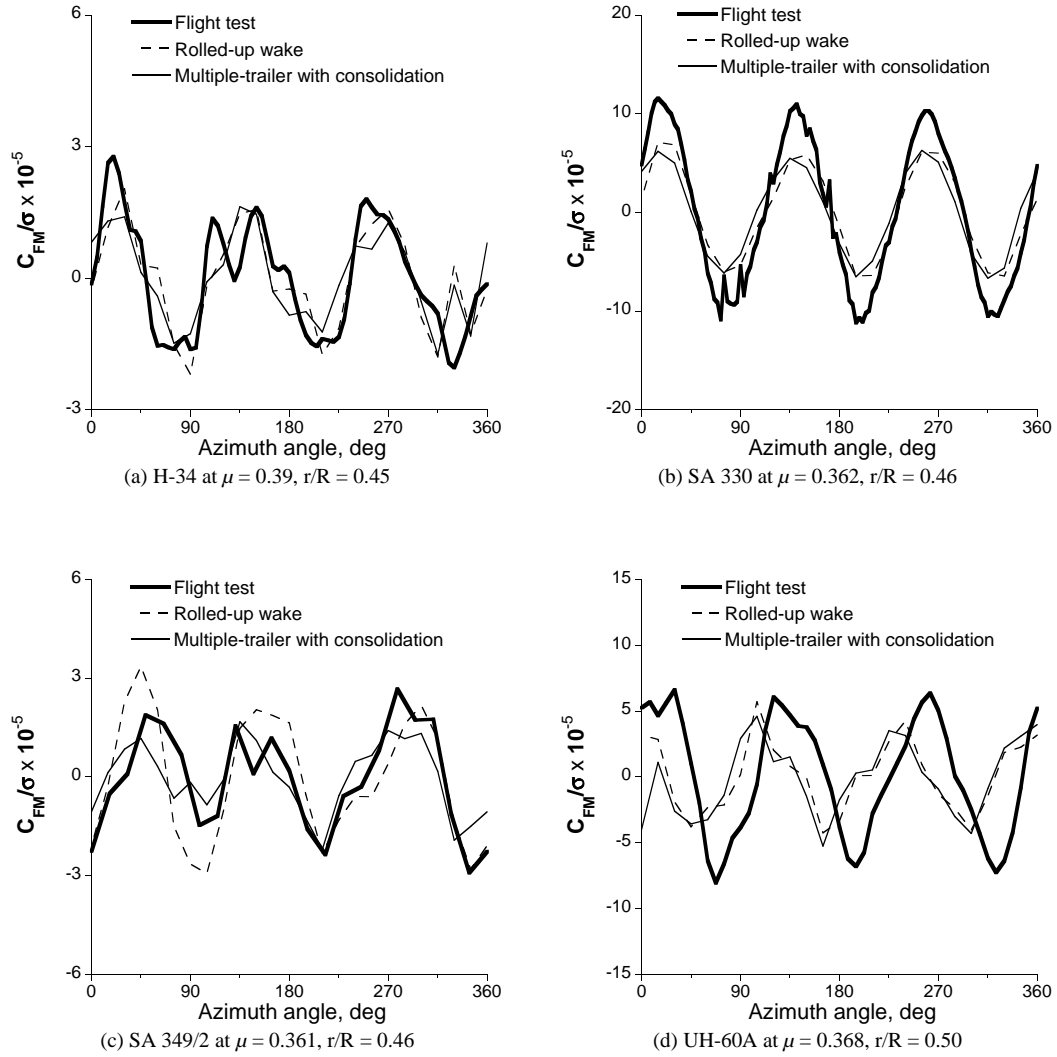 6
3
0
-3
C_FM/σ x 10^-5
Flight test
Rolled-up wake
Multiple-trailer with consolidation
0 90 180 270 360
Azimuth angle, deg
(a) H-34 at μ = 0.39, r/R = 0.45
20
10
0
-10
-20
C_FM/σ x 10^-5
Flight test
Rolled-up wake
Multiple-trailer with consolidation
0 90 180 270 360
Azimuth angle, deg
(b) SA 330 at μ = 0.362, r/R = 0.46
6
3
0
-3
-6
C_FM/σ x 10^-5
Flight test
Rolled-up wake
Multiple-trailer with consolidation
0 90 180 270 360
Azimuth angle, deg
(c) SA 349/2 at μ = 0.361, r/R = 0.46
15
10
5
0
-5
-10
-15
C_FM/σ x 10^-5
Flight test
Rolled-up wake
Multiple-trailer with consolidation
0 90 180 270 360
Azimuth angle, deg
(d) UH-60A at μ = 0.368, r/R = 0.50